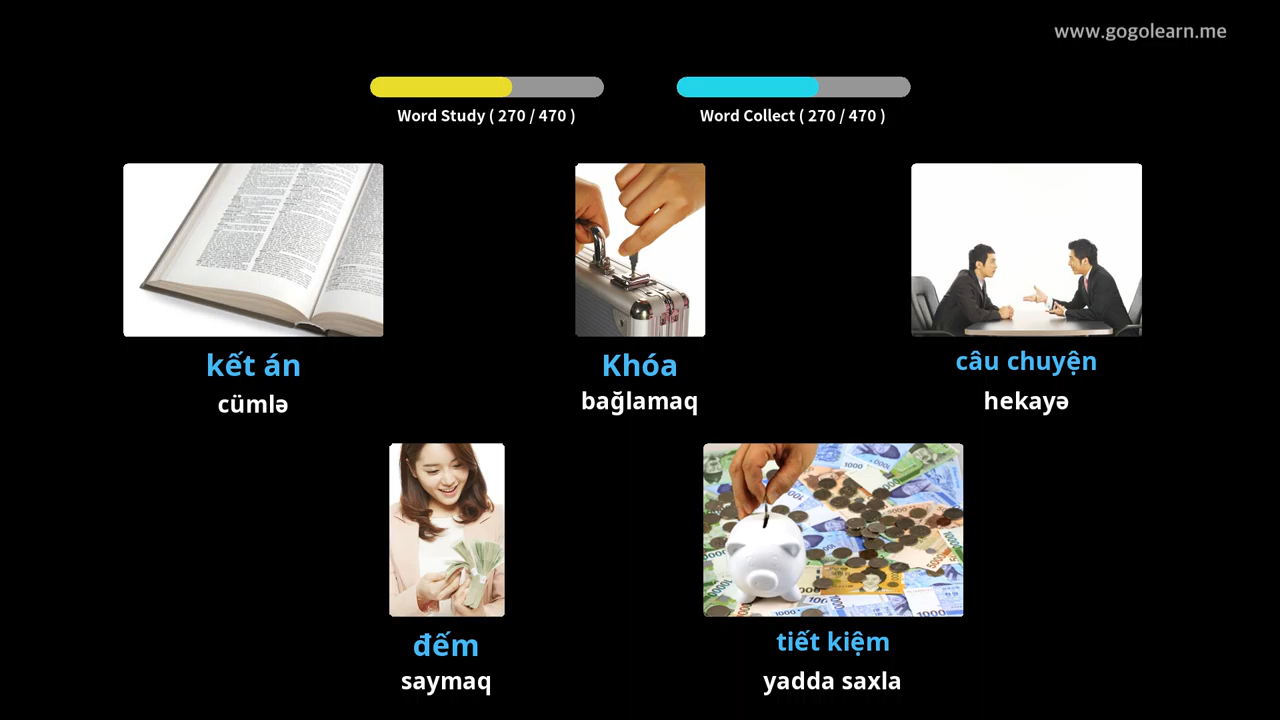 www.gogolearn.me
Word Study ( 270 / 470 )
Word Collect ( 270 / 470 )
kết án
cümlə
Khóa
bağlamaq
câu chuyện
hekayə
đếm
saymaq
tiết kiệm
yadda saxla